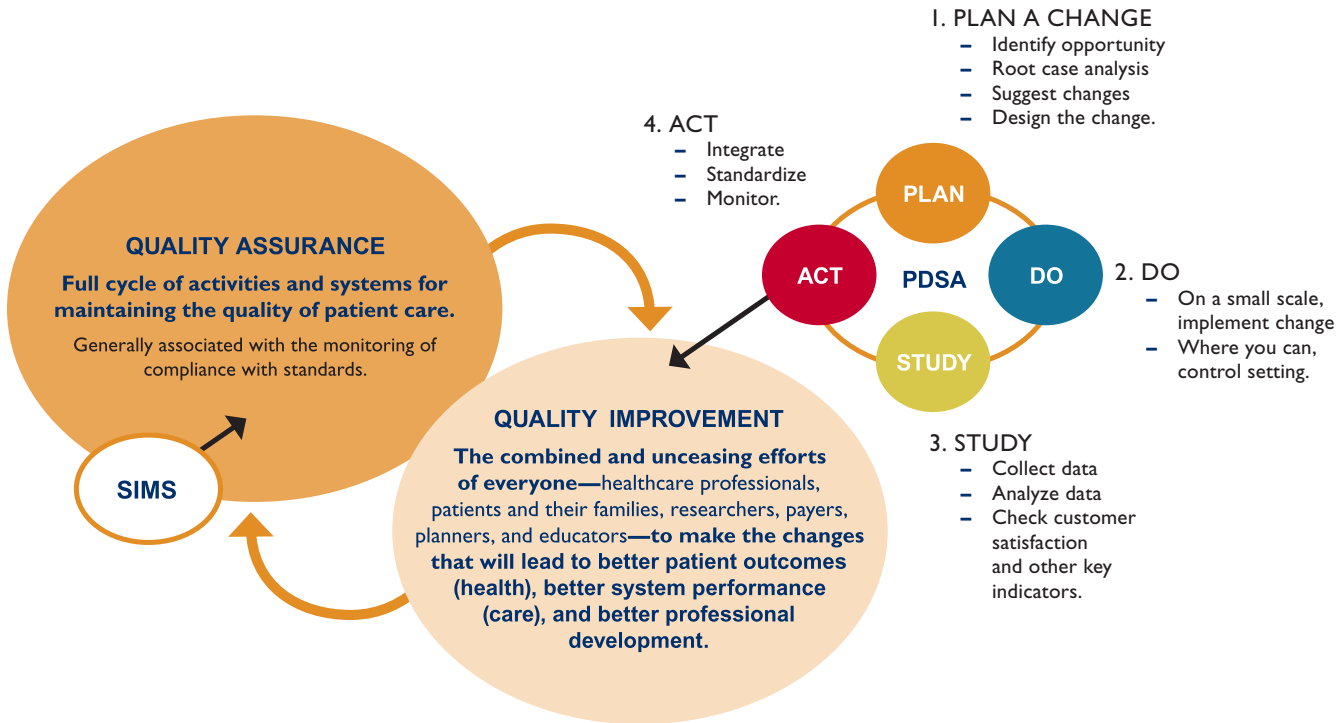 1. PLAN A CHANGE
– Identify opportunity
– Root case analysis
– Suggest changes
– Design the change.
4. ACT
– Integrate
– Standardize
– Monitor.
PLAN
ACT
PDSA
DO
STUDY
2. DO
– On a small scale,
implement change
– Where you can,
control setting.
3. STUDY
– Collect data
– Analyze data
– Check customer
satisfaction
and other key
indicators.
QUALITY ASSURANCE
Full cycle of activities and systems for
maintaining the quality of patient care.
Generally associated with the monitoring of
compliance with standards.
SIMS
QUALITY IMPROVEMENT
The combined and unceasing efforts
of everyone—healthcare professionals,
patients and their families, researchers, payers,
planners, and educators—to make the changes
that will lead to better patient outcomes
(health), better system performance
(care), and better professional
development.